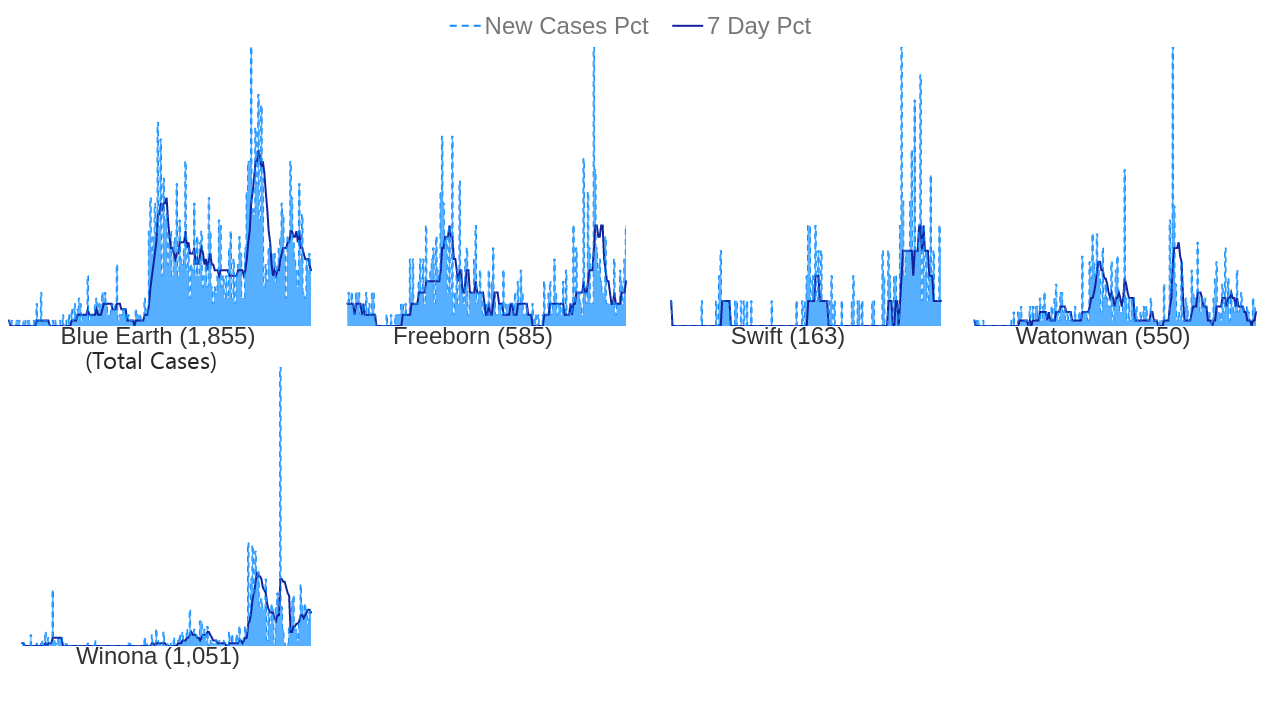 New Cases Pct 7 Day Pct
Blue Earth (1,855)
(Total Cases)
Freeborn (585)
Swift (163)
Watonwan (550)
Winona (1,051)